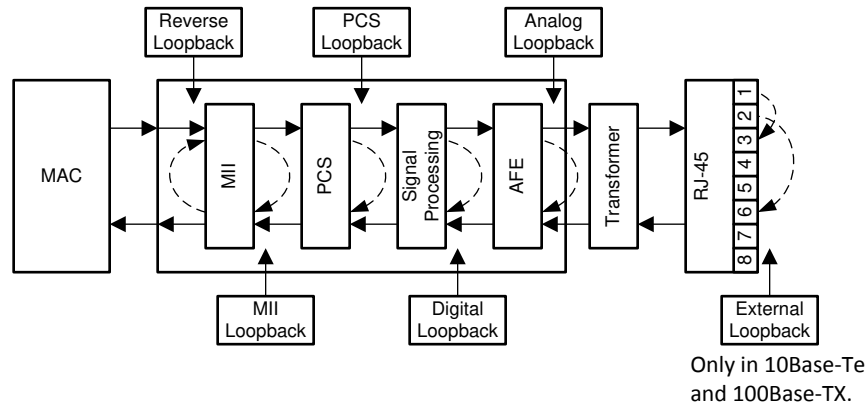 Reverse
Loopback
PCS
Loopback
Analog
Loopback
MAC
MII
PCS
Signal
Processing
AFE
Transformer
RJ-45
1
2
3
4
5
6
7
8
MII
Loopback
Digital
Loopback
External
Loopback
Only in 10Base-Te
and 100Base-TX.